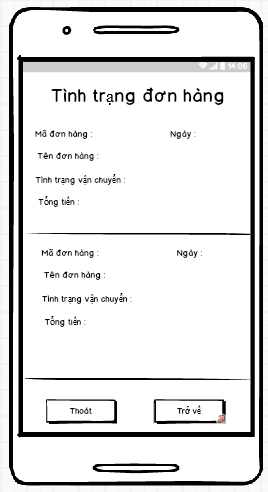 14:06
Tình trạng đơn hàng
Mã đơn hàng : Ngày :
Tên đơn hàng :
Tình trạng vận chuyển :
Tổng tiền :
Mã đơn hàng : Ngày :
Tên đơn hàng :
Tình trạng vận chuyển :
Tổng tiền :
Thoát Trở về